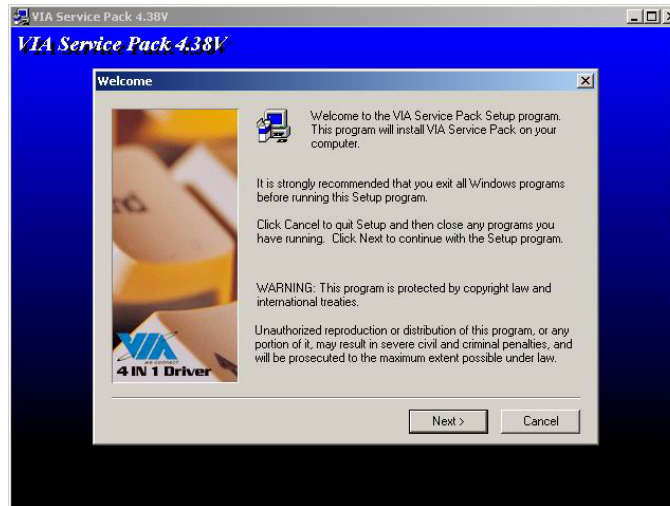 VIA Service Pack 4.38V
VIA Service Pack 4.38V
Welcome
Welcome to the VIA Service Pack Setup program.
This program will install VIA Service Pack on your
computer.
It is strongly recommended that you exit all Windows programs
before running this Setup program.
Click Cancel to quit Setup and then close any programs you
have running. Click Next to continue with the Setup program.
WARNING: This program is protected by copyright law and
international treaties.
Unauthorized reproduction or distribution of this program, or any
portion of it, may result in severe civil and criminal penalties, and
will be prosecuted to the maximum extent possible under law.
VIA
we connect
4 IN 1 Driver
Next >
Cancel